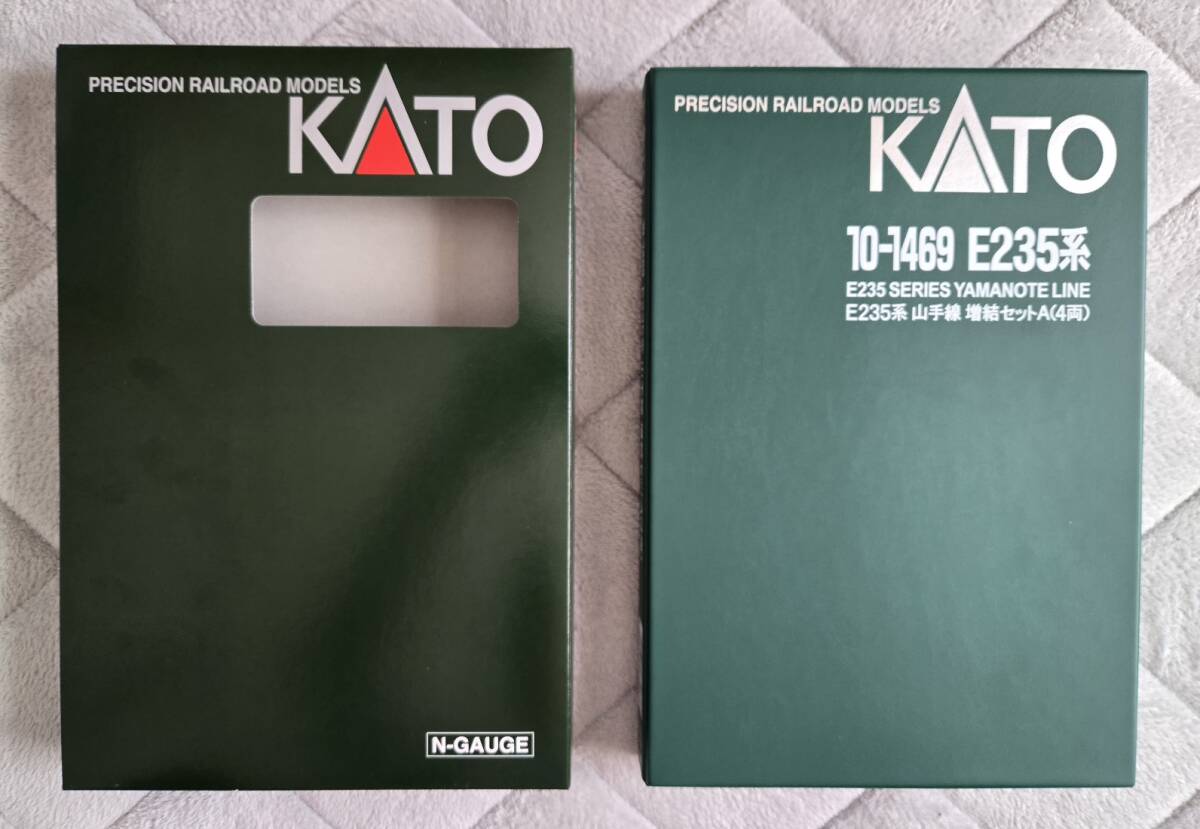 PRECISION RAILROAD MODELS
KATO
N-GAUGE
PRECISION RAILROAD MODELS
KATO
10-1469 E235系
E235 SERIES YAMANOTE LINE
E235系 山手線 増結セットA(4両)